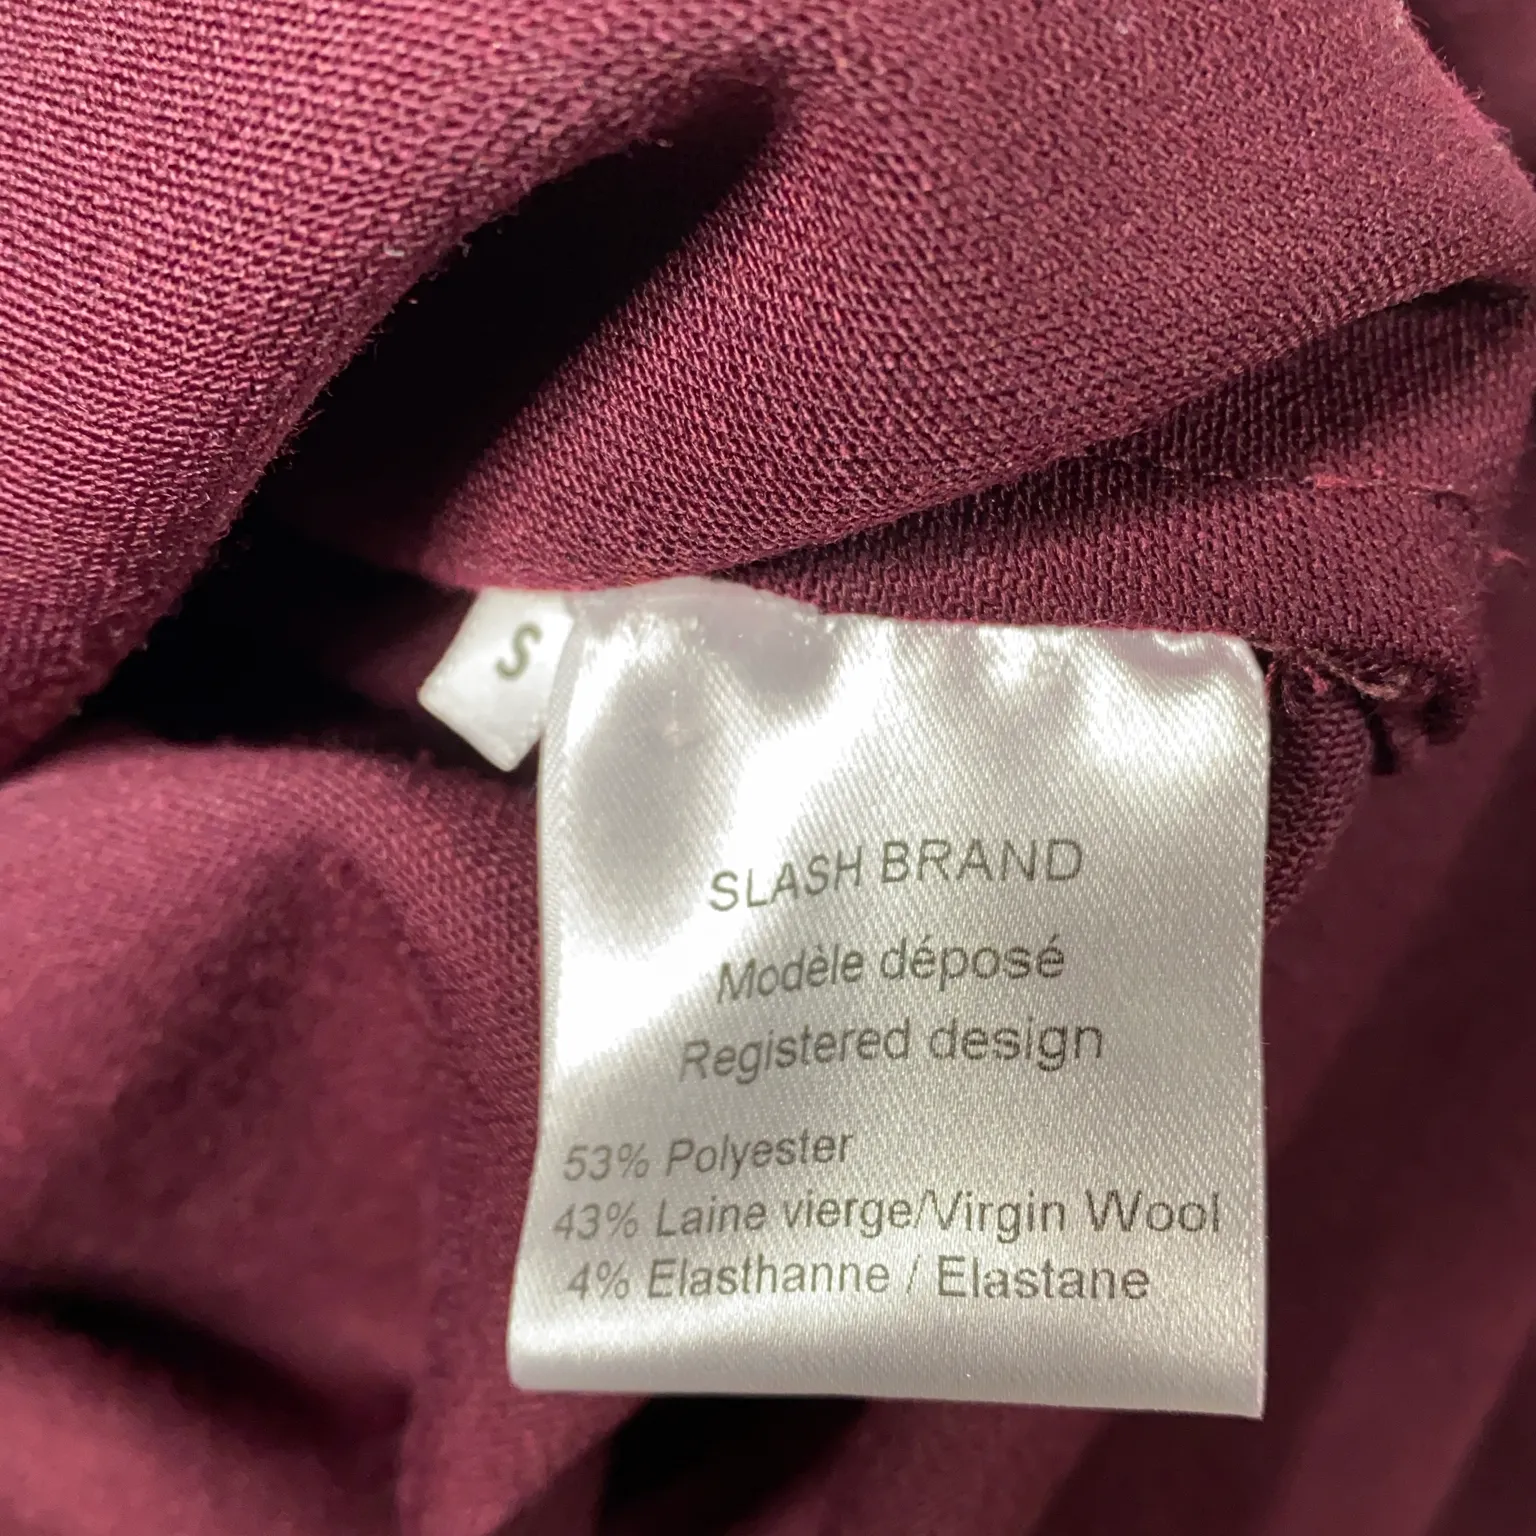 S
SLASH BRAND
Modèle déposé
Registered design
53% Polyester
43% Laine vierge/Virgin Wool
4% Elasthanne / Elastane